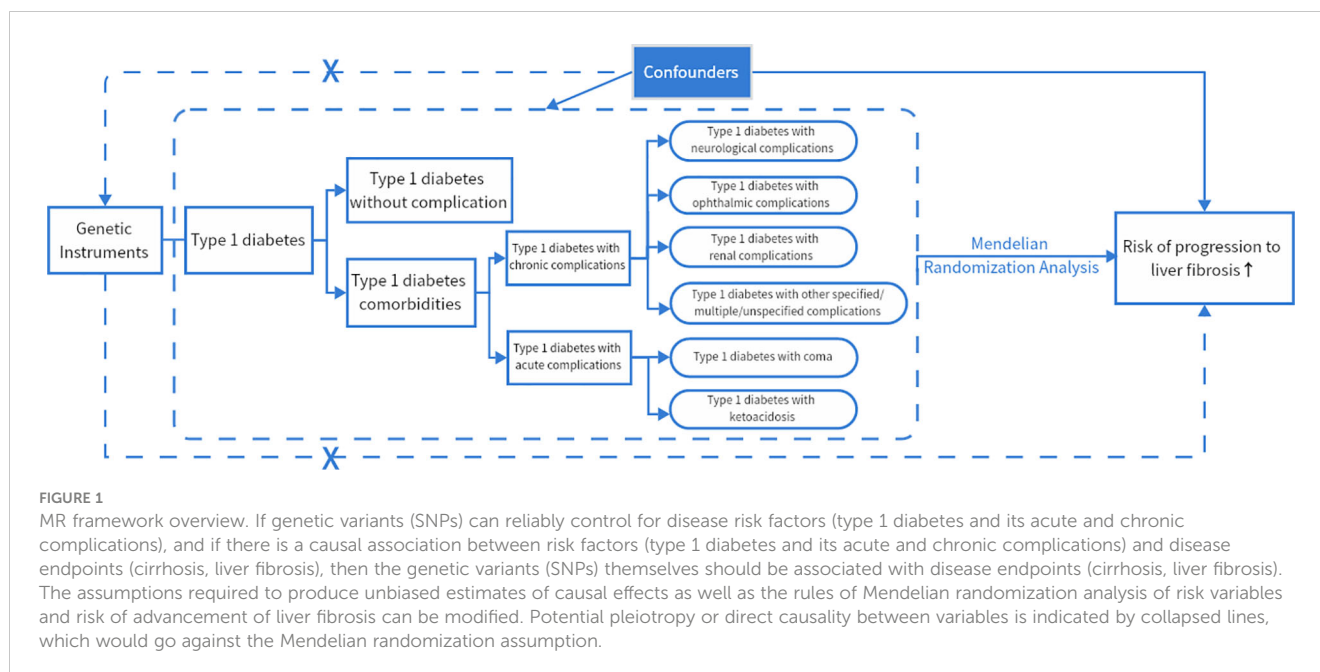 X
Confounders
Type 1 diabetes with
neurological complications
Type 1 diabetes
without complication
Type 1 diabetes with
ophthalmic complications
Genetic
Instruments
Type 1 diabetes
Type 1 diabetes with
chronic complications
Type 1 diabetes with
renal complications
Mendelian
Randomization Analysis
Risk of progression to
liver fibrosis ↑
Type 1 diabetes
comorbidities
Type 1 diabetes with other specified/
multiple/unspecified complications
Type 1 diabetes with
acute complications
Type 1 diabetes with coma
Type 1 diabetes with
ketoacidosis
X
FIGURE 1
MR framework overview. If genetic variants (SNPs) can reliably control for disease risk factors (type 1 diabetes and its acute and chronic
complications), and if there is a causal association between risk factors (type 1 diabetes and its acute and chronic complications) and disease
endpoints (cirrhosis, liver fibrosis), then the genetic variants (SNPs) themselves should be associated with disease endpoints (cirrhosis, liver fibrosis).
The assumptions required to produce unbiased estimates of causal effects as well as the rules of Mendelian randomization analysis of risk variables
and risk of advancement of liver fibrosis can be modified. Potential pleiotropy or direct causality between variables is indicated by collapsed lines,
which would go against the Mendelian randomization assumption.